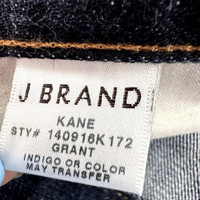 J BRAND
KANE
STY# 140916K172
GRANT
INDIGO OR COLOR
MAY TRANSFER